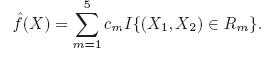 f̂(X) = ∑_{m=1}^{5} c_m I{(X_1, X_2) ∈ R_m}.